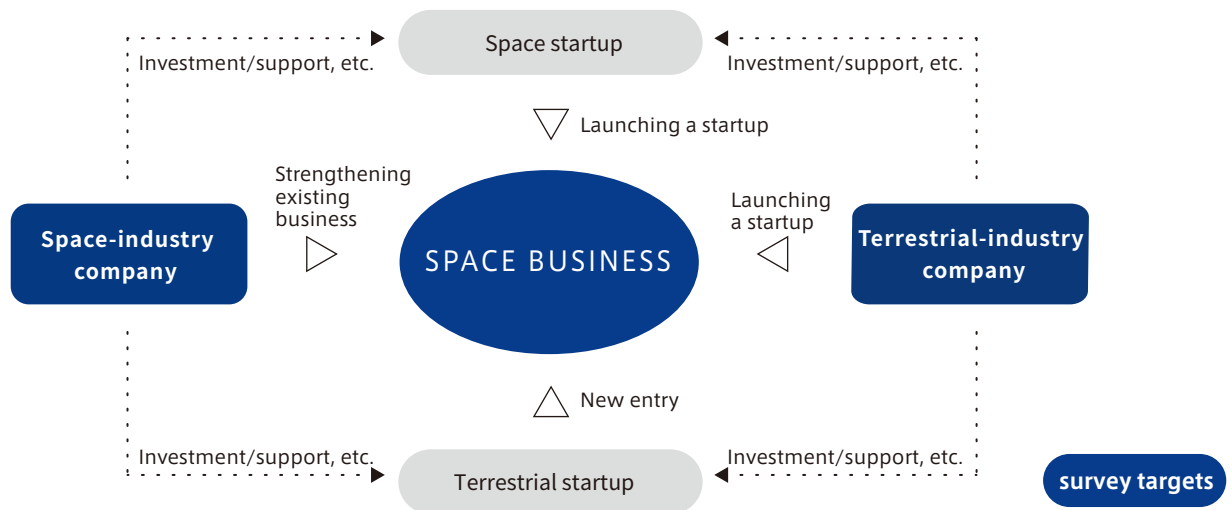 Space startup
Investment/support, etc.
Investment/support, etc.
Launching a startup
Strengthening
existing
business
Launching
a startup
Space-industry
company
SPACE BUSINESS
Terrestrial-industry
company
New entry
Investment/support, etc.
Investment/support, etc.
Terrestrial startup
survey targets